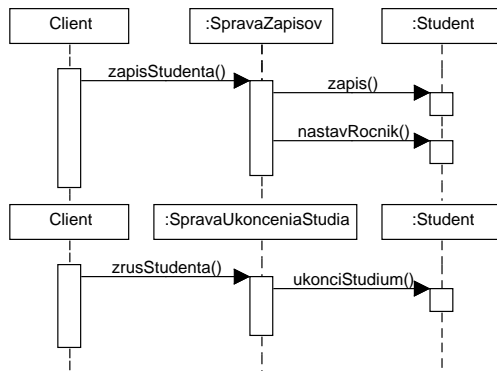 Client
:SpravaZapisov
:Student
zapisStudenta()
zapis()
nastavRocnik()
Client
:SpravaUkonceniaStudia
:Student
zrusStudenta()
ukonciStudium()